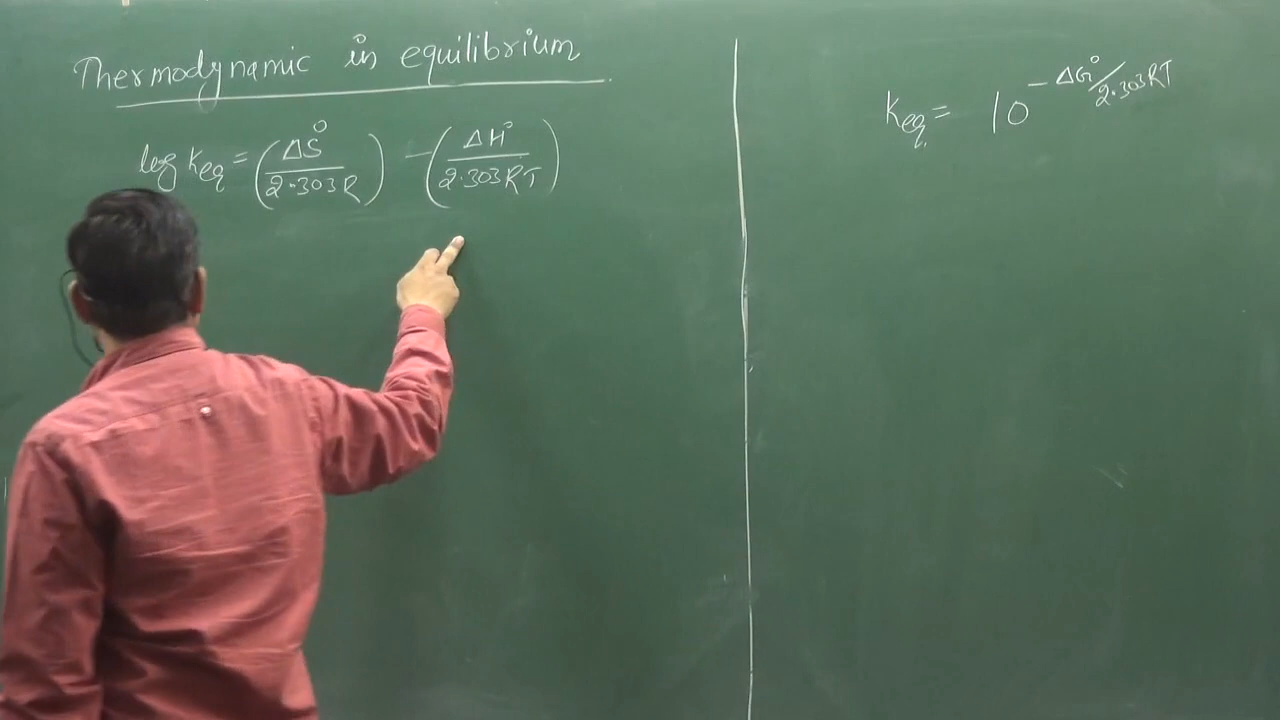 Thermodynamic in equilibrium
log Keq = (ΔS°/2.303R) - (ΔH°/2.303RT)
Keq = 10^(-ΔG°/2.303RT)